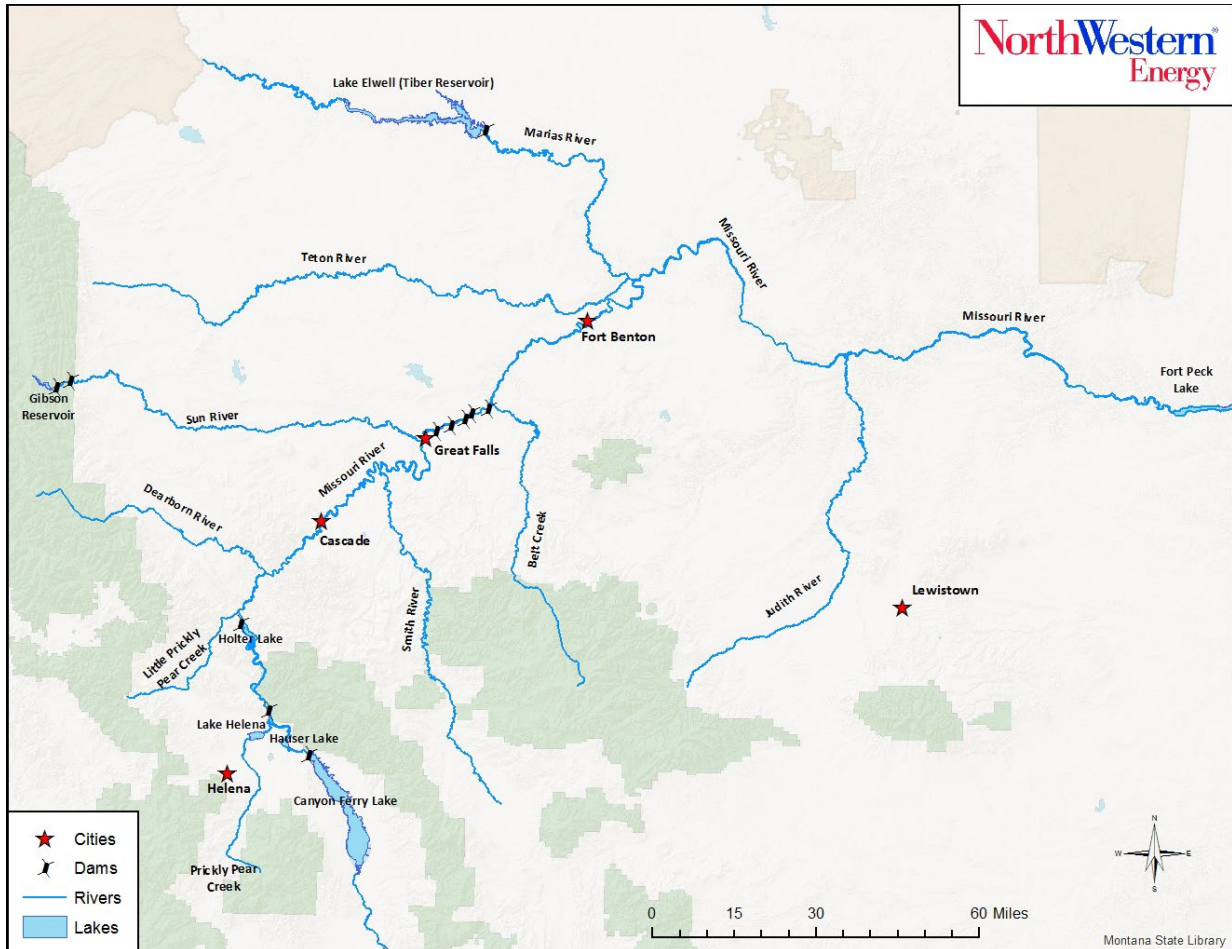 NorthWestern®
Energy
Lake Elwell (Tiber Reservoir)
Marias River
Missouri River
Teton River
Missouri River
Fort Benton
Fort Peck
Lake
Gibson
Reservoir
Sun River
Great Falls
Missouri River
Dearborn River
Cascade
Belt Creek
Judith River
Lewistown
Smith River
Holter Lake
Little Prickly
Pear Creek
Lake Helena
Hauser Lake
Helena
Canyon Ferry Lake
Prickly Pear
Creek
Cities
Dams
Rivers
Lakes
N
W E
S
0 15 30 60 Miles
Montana State Library